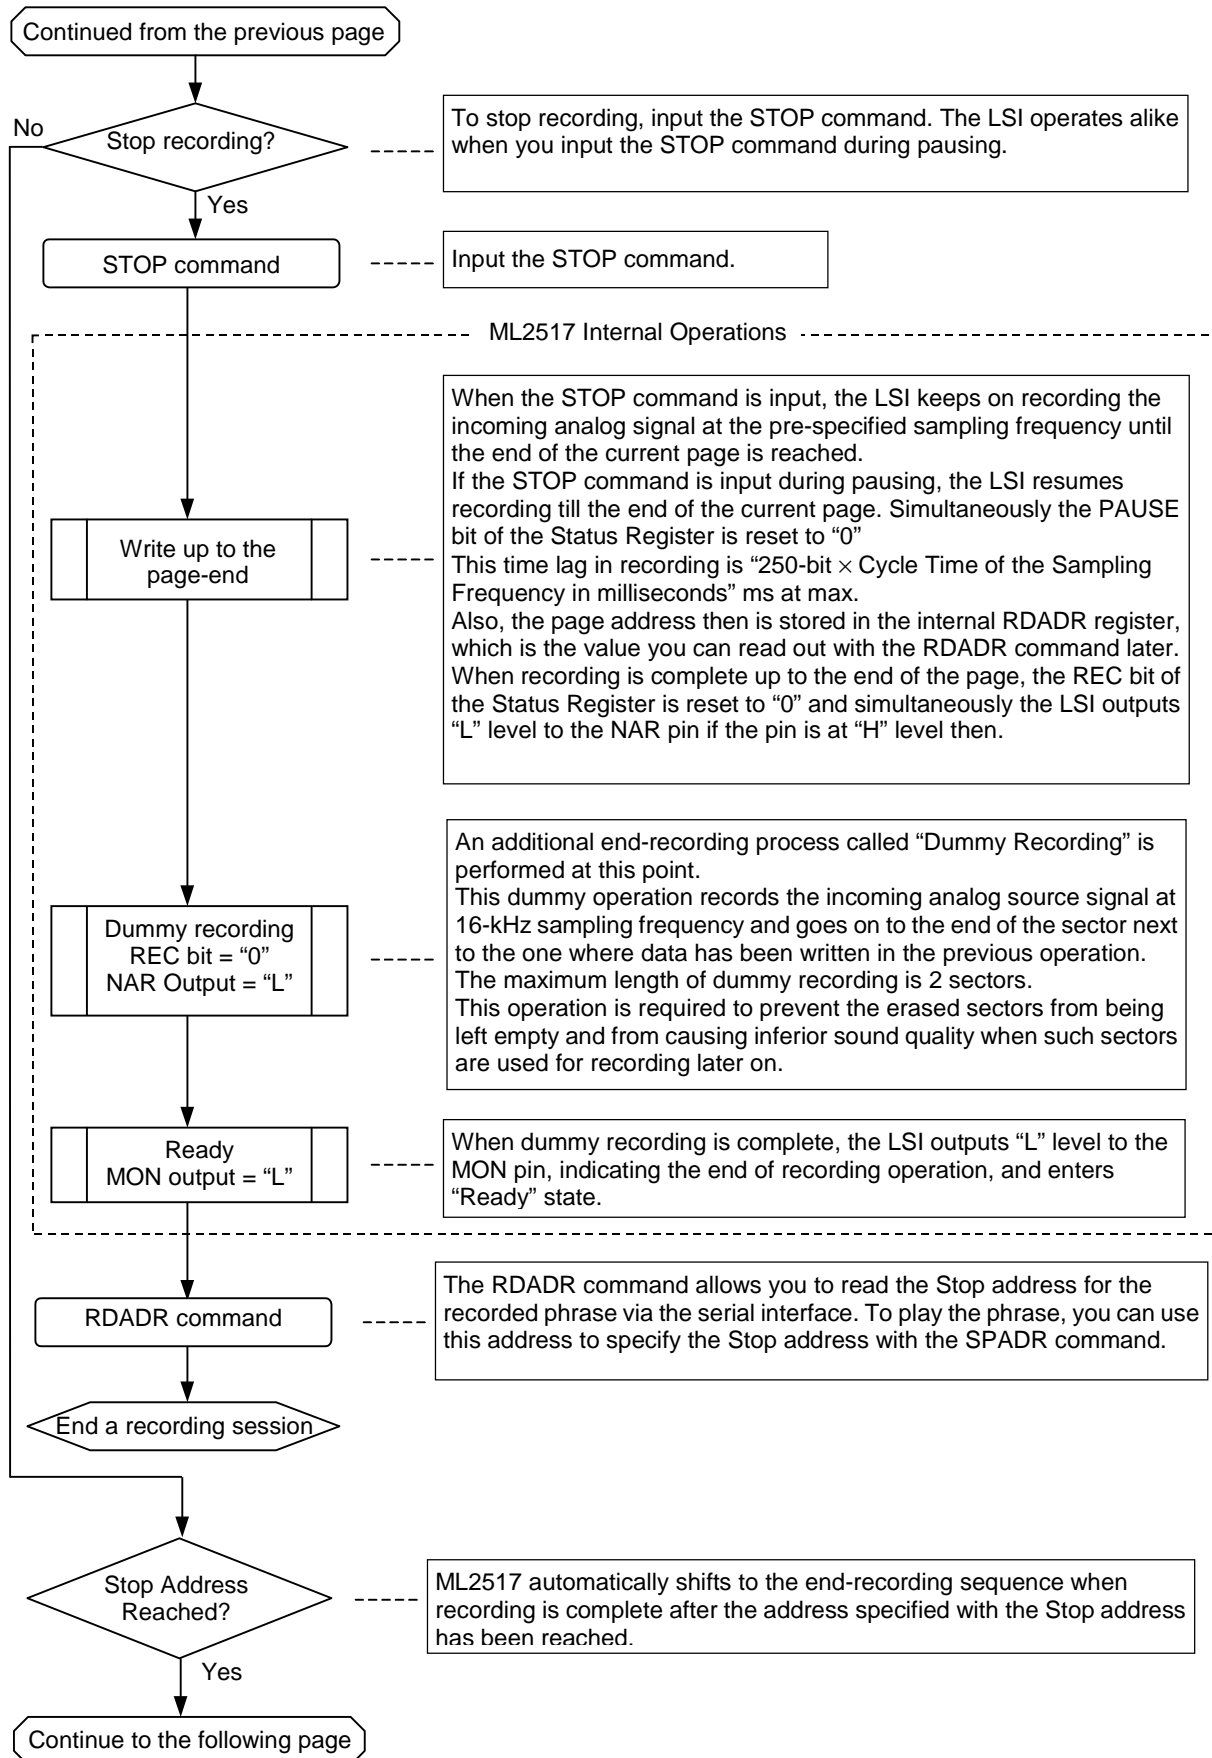 Continued from the previous page
No
Stop recording?
To stop recording, input the STOP command. The LSI operates alike
when you input the STOP command during pausing.
Yes
STOP command
Input the STOP command.
ML2517 Internal Operations
When the STOP command is input, the LSI keeps on recording the
incoming analog signal at the pre-specified sampling frequency until
the end of the current page is reached.
If the STOP command is input during pausing, the LSI resumes
recording till the end of the current page. Simultaneously the PAUSE
bit of the Status Register is reset to “0”
This time lag in recording is “250-bit × Cycle Time of the Sampling
Frequency in milliseconds” ms at max.
Also, the page address then is stored in the internal RDADR register,
which is the value you can read out with the RDADR command later.
When recording is complete up to the end of the page, the REC bit of
the Status Register is reset to “0” and simultaneously the LSI outputs
“L” level to the NAR pin if the pin is at “H” level then.
Write up to the
page-end
An additional end-recording process called “Dummy Recording” is
performed at this point.
This dummy operation records the incoming analog source signal at
16-kHz sampling frequency and goes on to the end of the sector next
to the one where data has been written in the previous operation.
The maximum length of dummy recording is 2 sectors.
This operation is required to prevent the erased sectors from being
left empty and from causing inferior sound quality when such sectors
are used for recording later on.
Dummy recording
REC bit = “0”
NAR Output = “L”
Ready
MON output = “L”
When dummy recording is complete, the LSI outputs “L” level to the
MON pin, indicating the end of recording operation, and enters
“Ready” state.
RDADR command
The RDADR command allows you to read the Stop address for the
recorded phrase via the serial interface. To play the phrase, you can use
this address to specify the Stop address with the SPADR command.
End a recording session
Stop Address
Reached?
ML2517 automatically shifts to the end-recording sequence when
recording is complete after the address specified with the Stop address
has been reached.
Yes
Continue to the following page